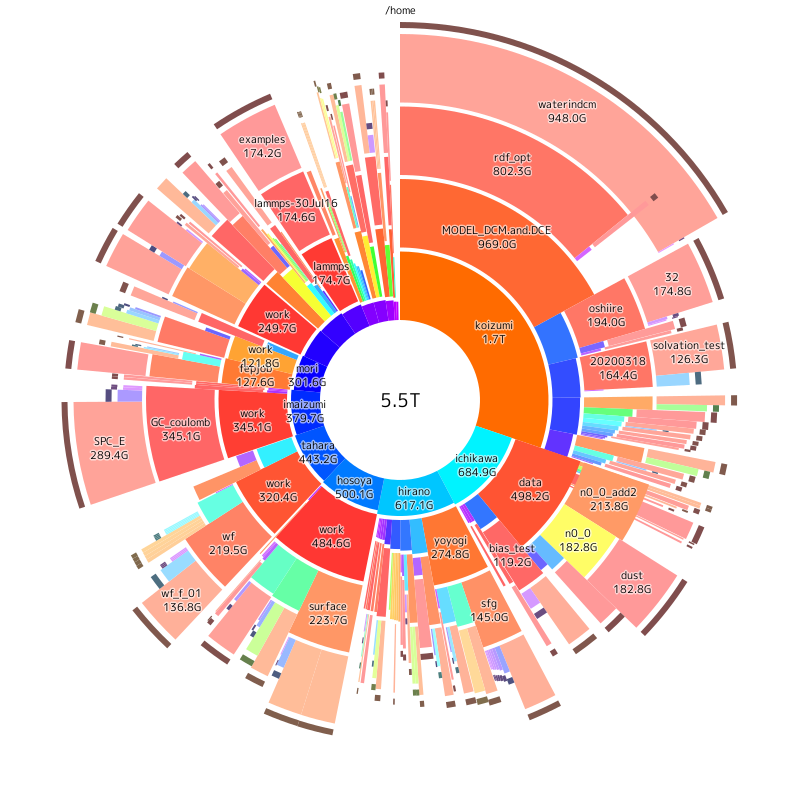 /home
waterindcm
948.0G
rdf_opt
802.3G
MODEL_DCM.and.DCE
969.0G
koizumi
1.7T
oshiire
194.0G
32
174.8G
20200318
164.4G
solvation_test
126.3G
5.5T
ichikawa
684.9G
data
498.2G
n0_0_add2
213.8G
n0_0
182.8G
dust
182.8G
bias_test
119.2G
hirano
617.1G
yoyogi
274.8G
sfg
145.0G
hosoya
500.1G
work
484.6G
surface
223.7G
tahara
443.2G
work
320.4G
wf
219.5G
wf_f_01
136.8G
imaizumi
379.7G
work
345.1G
GC_coulomb
345.1G
SPC_E
289.4G
mori
301.6G
fepjob
127.6G
work
121.8G
work
249.7G
lammps
174.7G
lammps-30Jul16
174.6G
examples
174.2G